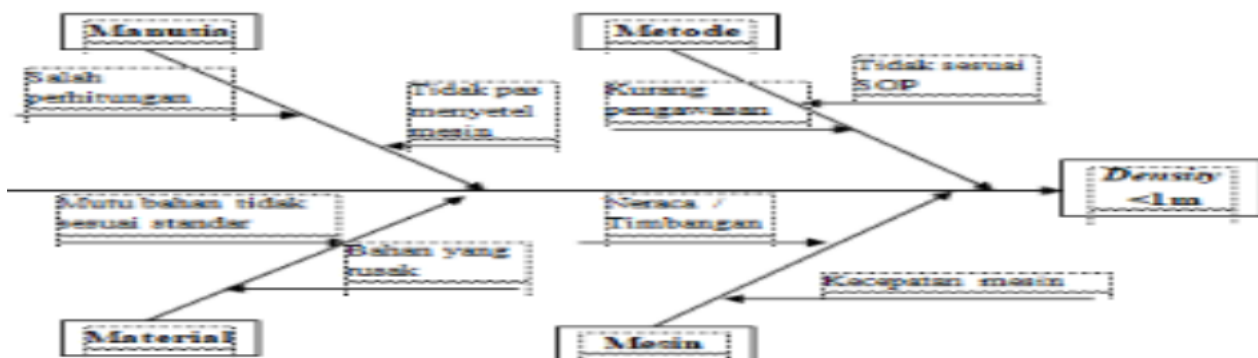 Manusia
Metode
Salah
perhitungan
Tidak pas
menyetel
mesin
Kurang
pengawasan
Tidak sesuai
SOP
Density
<1m
Mutu bahan tidak
sesuai standar
Bahan yang
rusak
Neraca /
Timbangan
Kecepatan mesin
Material
Mesin